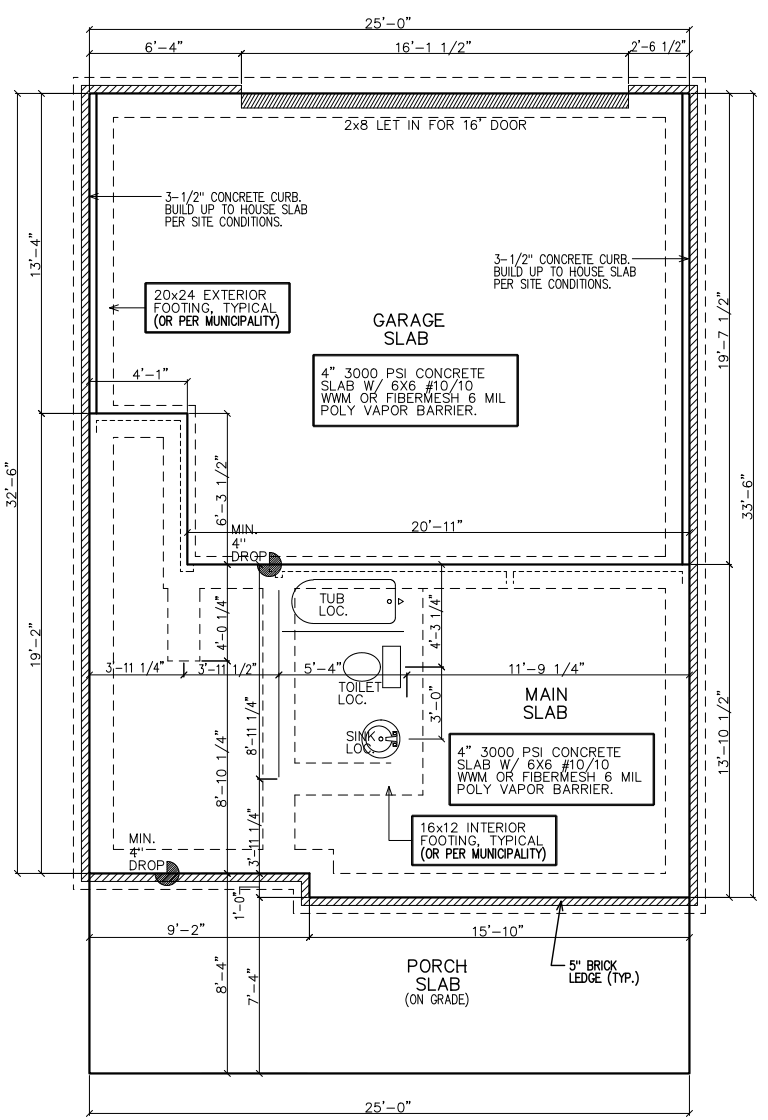 25'-0"
6'-4"
16'-1 1/2"
2'-6 1/2"
2x8 LET IN FOR 16' DOOR
3-1/2" CONCRETE CURB.
BUILD UP TO HOUSE SLAB
PER SITE CONDITIONS.
13'-4"
3-1/2" CONCRETE CURB.
BUILD UP TO HOUSE SLAB
PER SITE CONDITIONS.
20x24 EXTERIOR
FOOTING, TYPICAL
(OR PER MUNICIPALITY)
19'-7 1/2"
GARAGE
SLAB
4'-1"
4" 3000 PSI CONCRETE
SLAB W/ 6X6 #10/10
WWM OR FIBERMESH 6 MIL
POLY VAPOR BARRIER.
32'-6"
33'-6"
6'-3 1/2"
20'-11"
MIN.
4"
DROP
TUB
LOC.
4'-0 1/4"
4'-3 1/4"
19'-2"
3'-11 1/4"
3'-11 1/2"
5'-4"
11'-9 1/4"
TOILET
LOC.
3'-0"
MAIN
SLAB
8'-11 1/4"
SINK
LOC.
13'-10 1/2"
4" 3000 PSI CONCRETE
SLAB W/ 6X6 #10/10
WWM OR FIBERMESH 6 MIL
POLY VAPOR BARRIER.
8'-10 1/4"
16x12 INTERIOR
FOOTING, TYPICAL
(OR PER MUNICIPALITY)
MIN.
4"
DROP
3'-11 1/4"
1'-0"
9'-2"
15'-10"
8'-4"
7'-4"
PORCH
SLAB
(ON GRADE)
5" BRICK
LEDGE (TYP.)
25'-0"